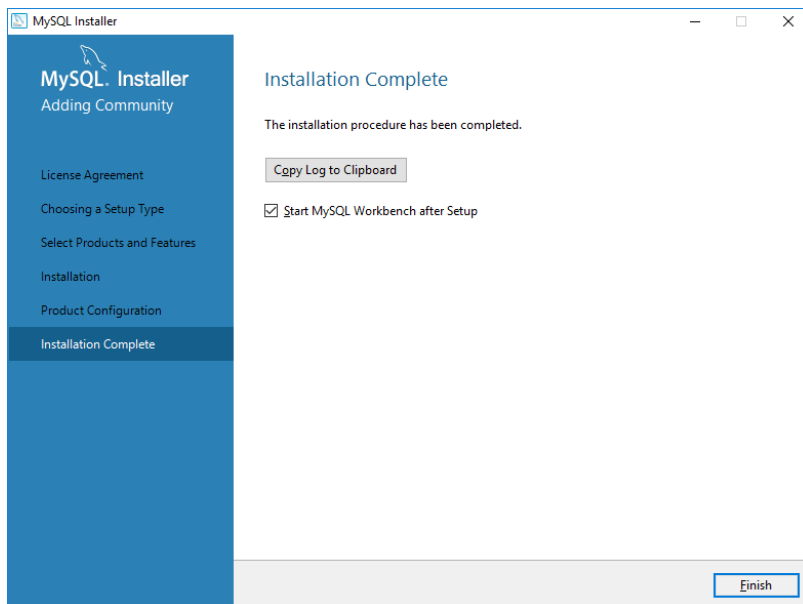 MySQL Installer
MySQL. Installer
Adding Community
License Agreement
Choosing a Setup Type
Select Products and Features
Installation
Product Configuration
Installation Complete
Installation Complete
The installation procedure has been completed.
Copy Log to Clipboard
Start MySQL Workbench after Setup
Finish